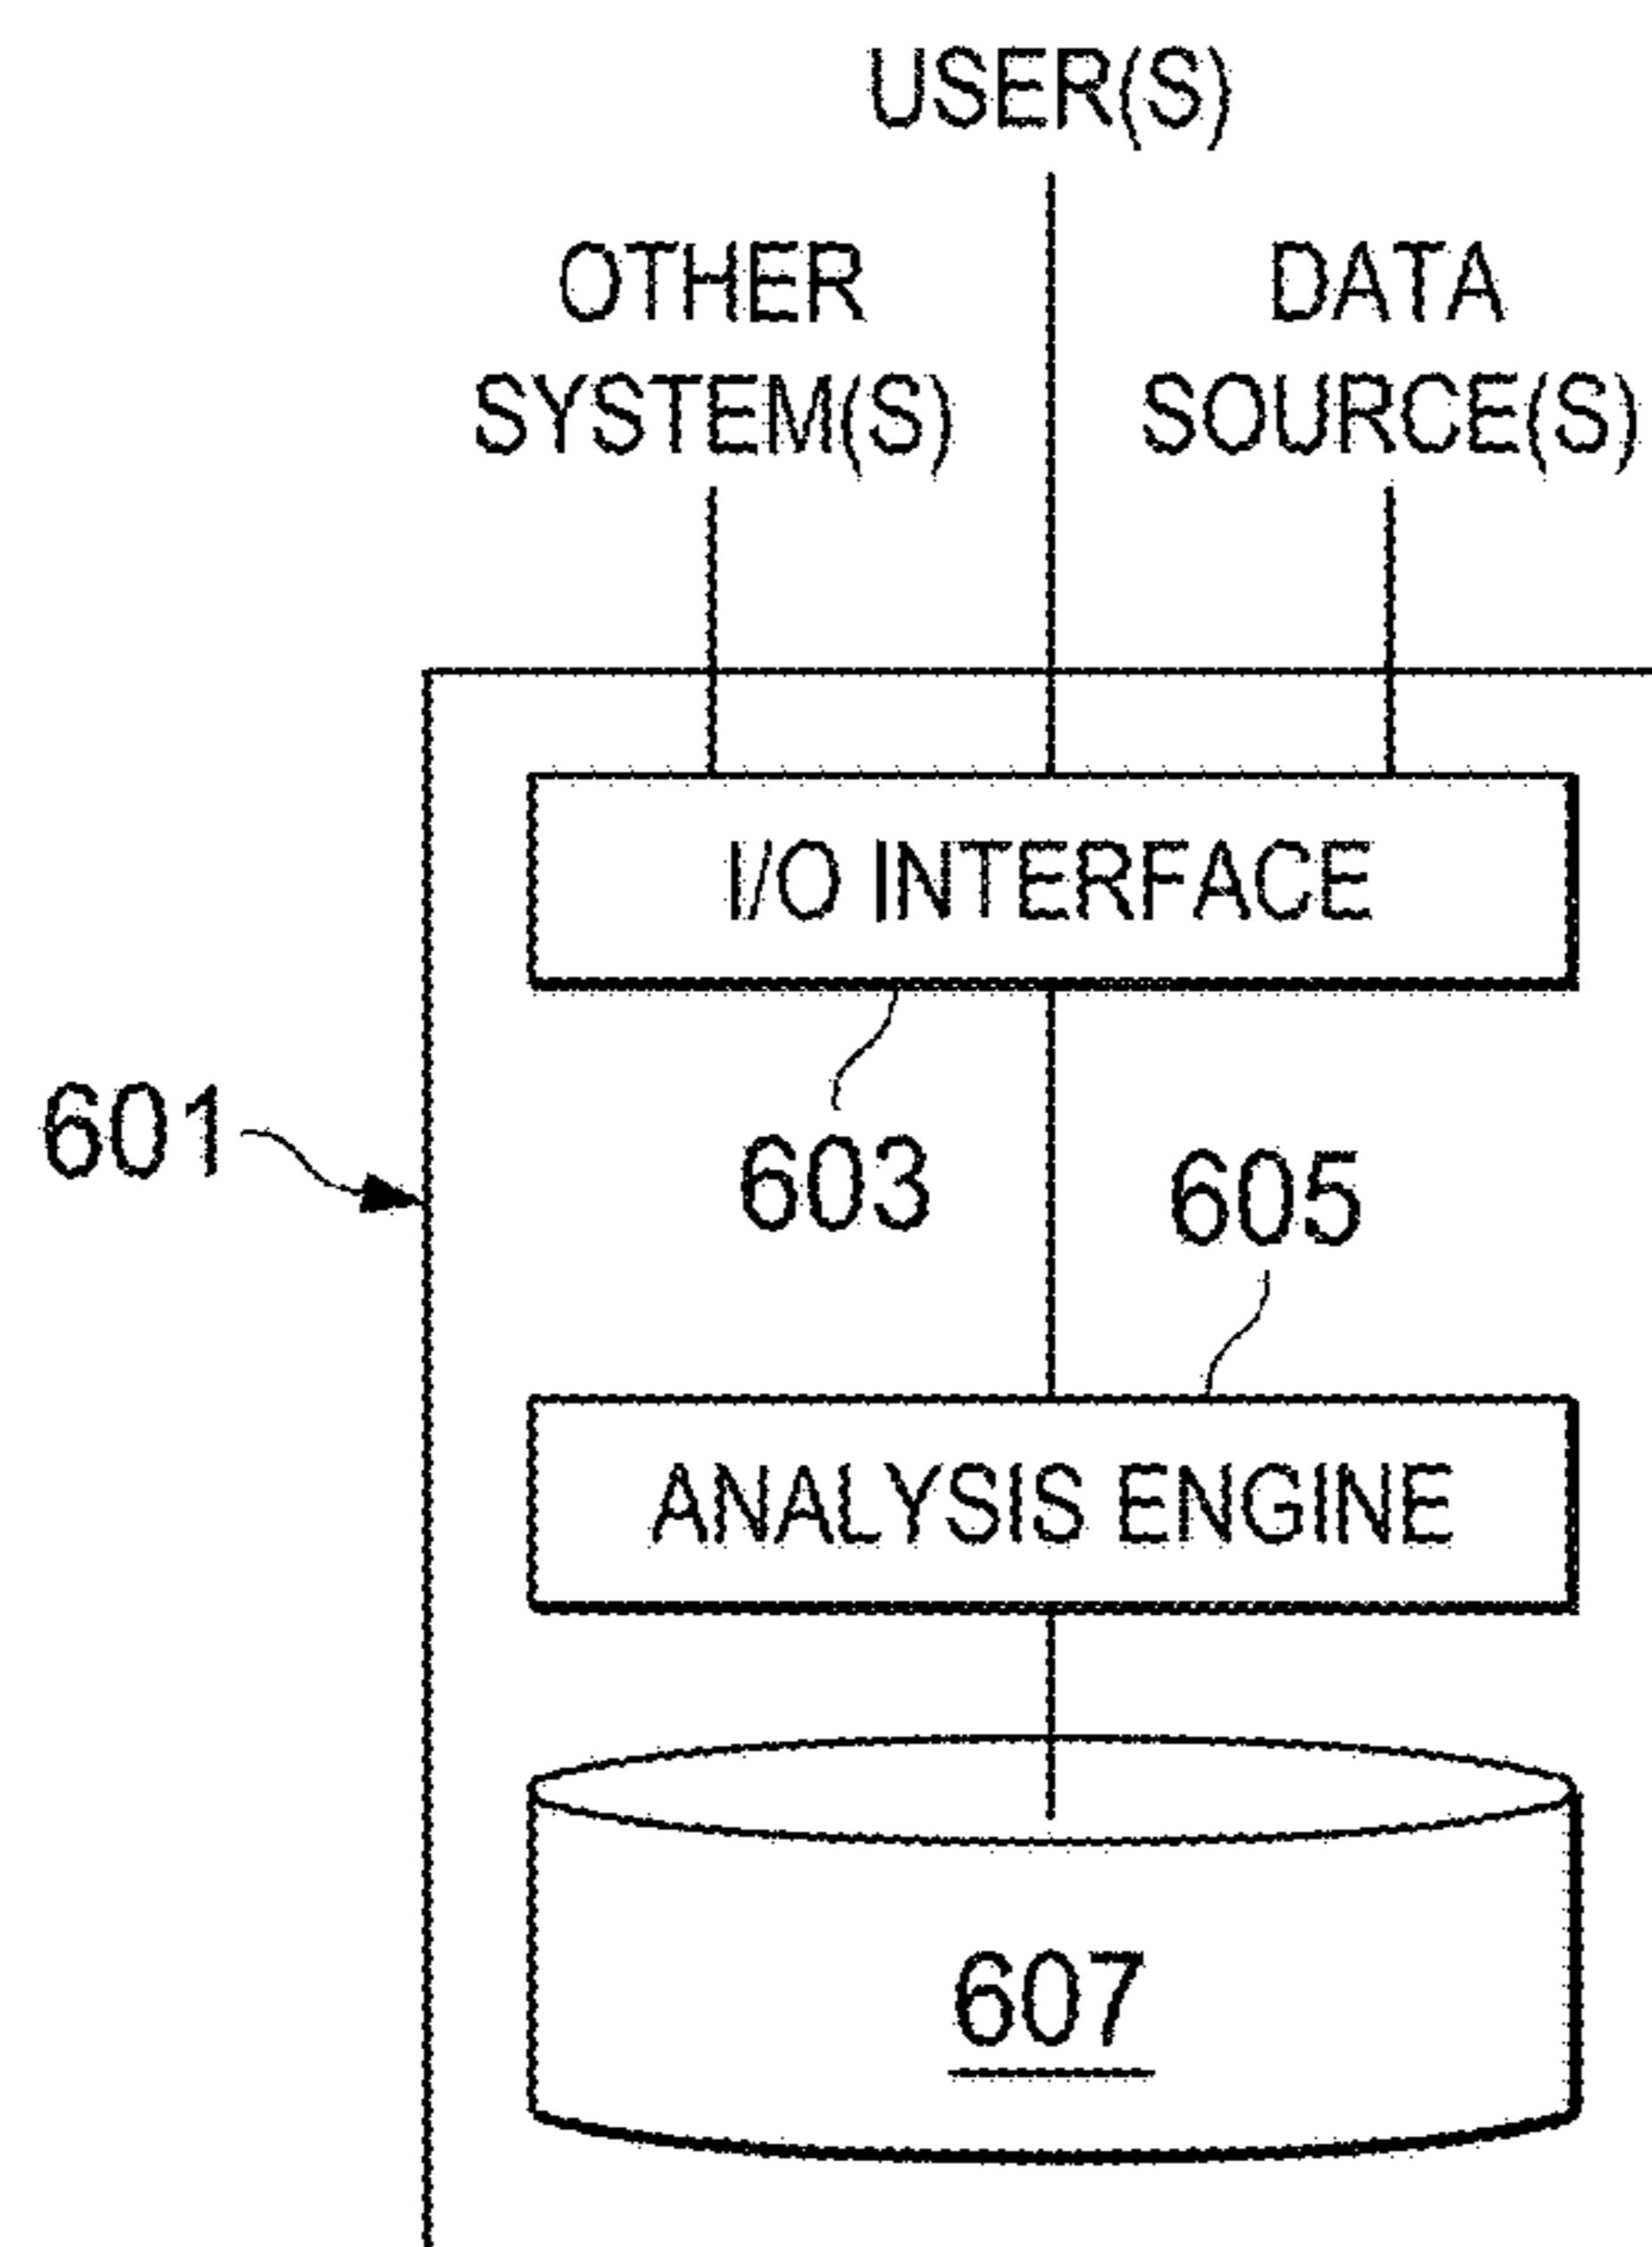 USER(S)
OTHER
SYSTEM(S)
DATA
SOURCE(S)
I/O INTERFACE
601
603
605
ANALYSIS ENGINE
607